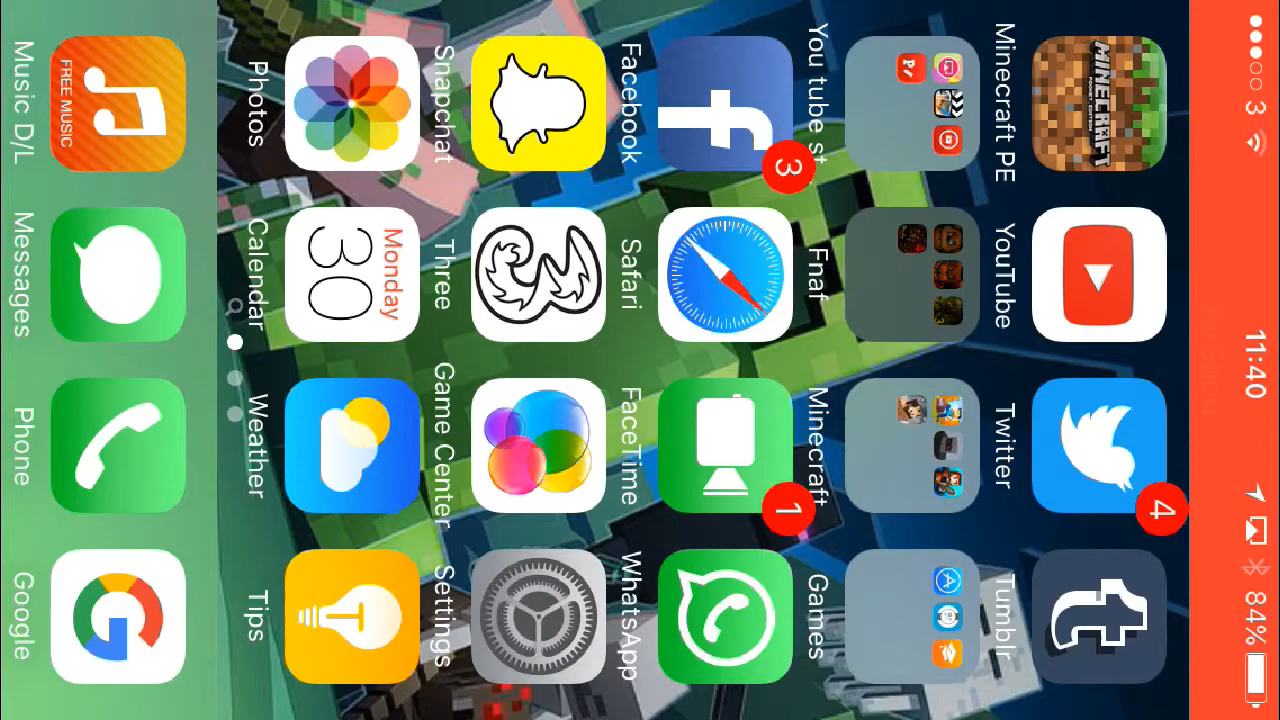 3 11:40 84%
4
MINECRAFT
POCKET EDITION
t
Minecraft PE YouTube Twitter Tumblr
You tube st... Fnaf Minecraft Games
3 1
f
Facebook Safari FaceTime WhatsApp
Snapchat Three Game Center Settings
Monday
30
Photos Calendar Weather Tips
FREE MUSIC
G
Music D/L Messages Phone Google